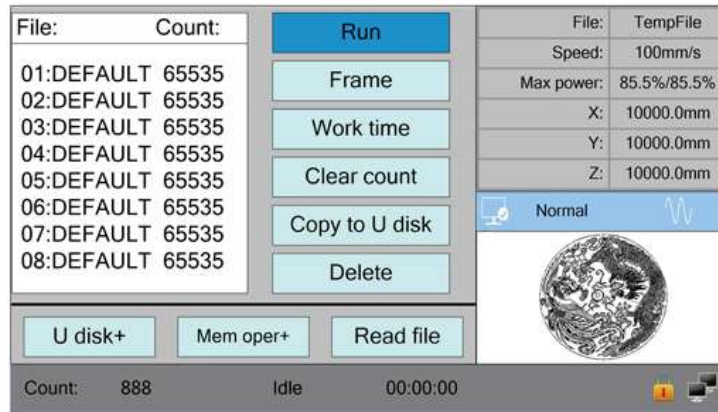 File: Count:
01:DEFAULT 65535
02:DEFAULT 65535
03:DEFAULT 65535
04:DEFAULT 65535
05:DEFAULT 65535
06:DEFAULT 65535
07:DEFAULT 65535
08:DEFAULT 65535
Run
Frame
Work time
Clear count
Copy to U disk
Delete
U disk+ Mem oper+ Read file
File: TempFile
Speed: 100mm/s
Max power: 85.5%/85.5%
X: 10000.0mm
Y: 10000.0mm
Z: 10000.0mm
Normal
Count: 888 Idle 00:00:00